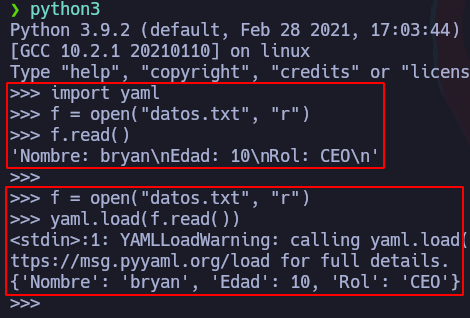 ❯ python3
Python 3.9.2 (default, Feb 28 2021, 17:03:44)
[GCC 10.2.1 20210110] on linux
Type "help", "copyright", "credits" or "licens
>>> import yaml
>>> f = open("datos.txt", "r")
>>> f.read()
'Nombre: bryan\nEdad: 10\nRol: CEO\n'
>>>
>>> f = open("datos.txt", "r")
>>> yaml.load(f.read())
<stdin>:1: YAMLLoadWarning: calling yaml.load(
ttps://msg.pyyaml.org/load for full details.
{'Nombre': 'bryan', 'Edad': 10, 'Rol': 'CEO'}
>>>